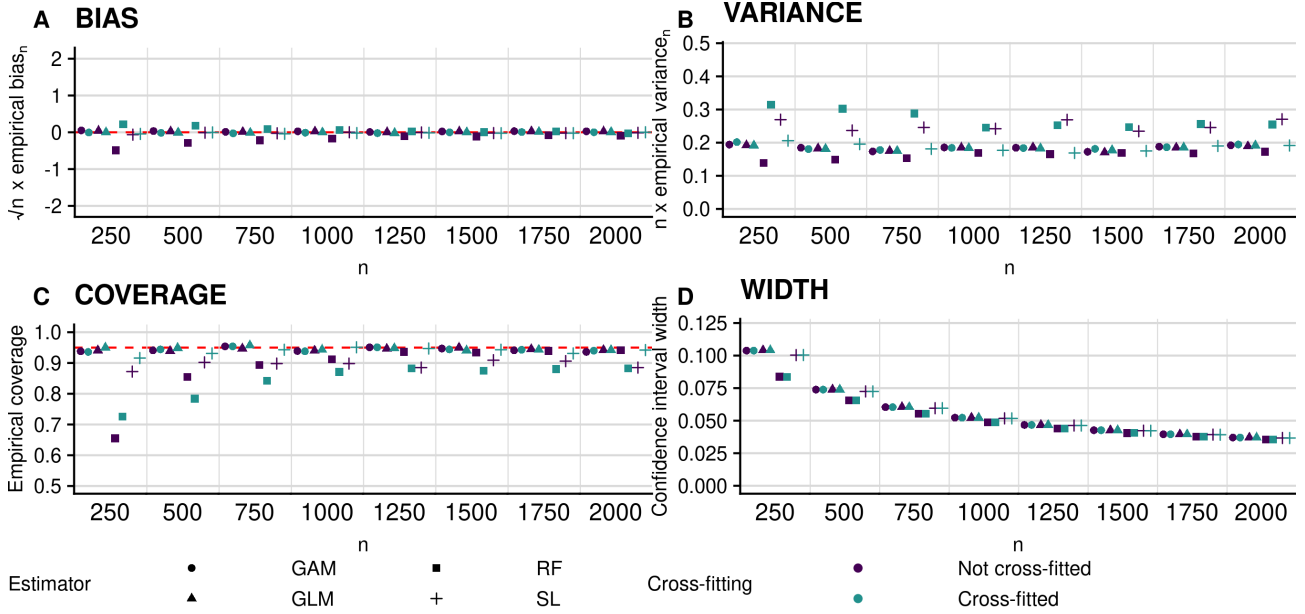 A BIAS
√n x empirical biasₙ
2
1
0
-1
-2
250 500 750 1000 1250 1500 1750 2000
n
B VARIANCE
n x empirical varianceₙ
0.5
0.4
0.3
0.2
0.1
0.0
250 500 750 1000 1250 1500 1750 2000
n
C COVERAGE
Empirical coverage
1.0
0.9
0.8
0.7
0.6
0.5
250 500 750 1000 1250 1500 1750 2000
n
D WIDTH
Confidence interval width
0.125
0.100
0.075
0.050
0.025
0.000
250 500 750 1000 1250 1500 1750 2000
n
Estimator
GAM
GLM
RF
SL
Cross-fitting
Not cross-fitted
Cross-fitted